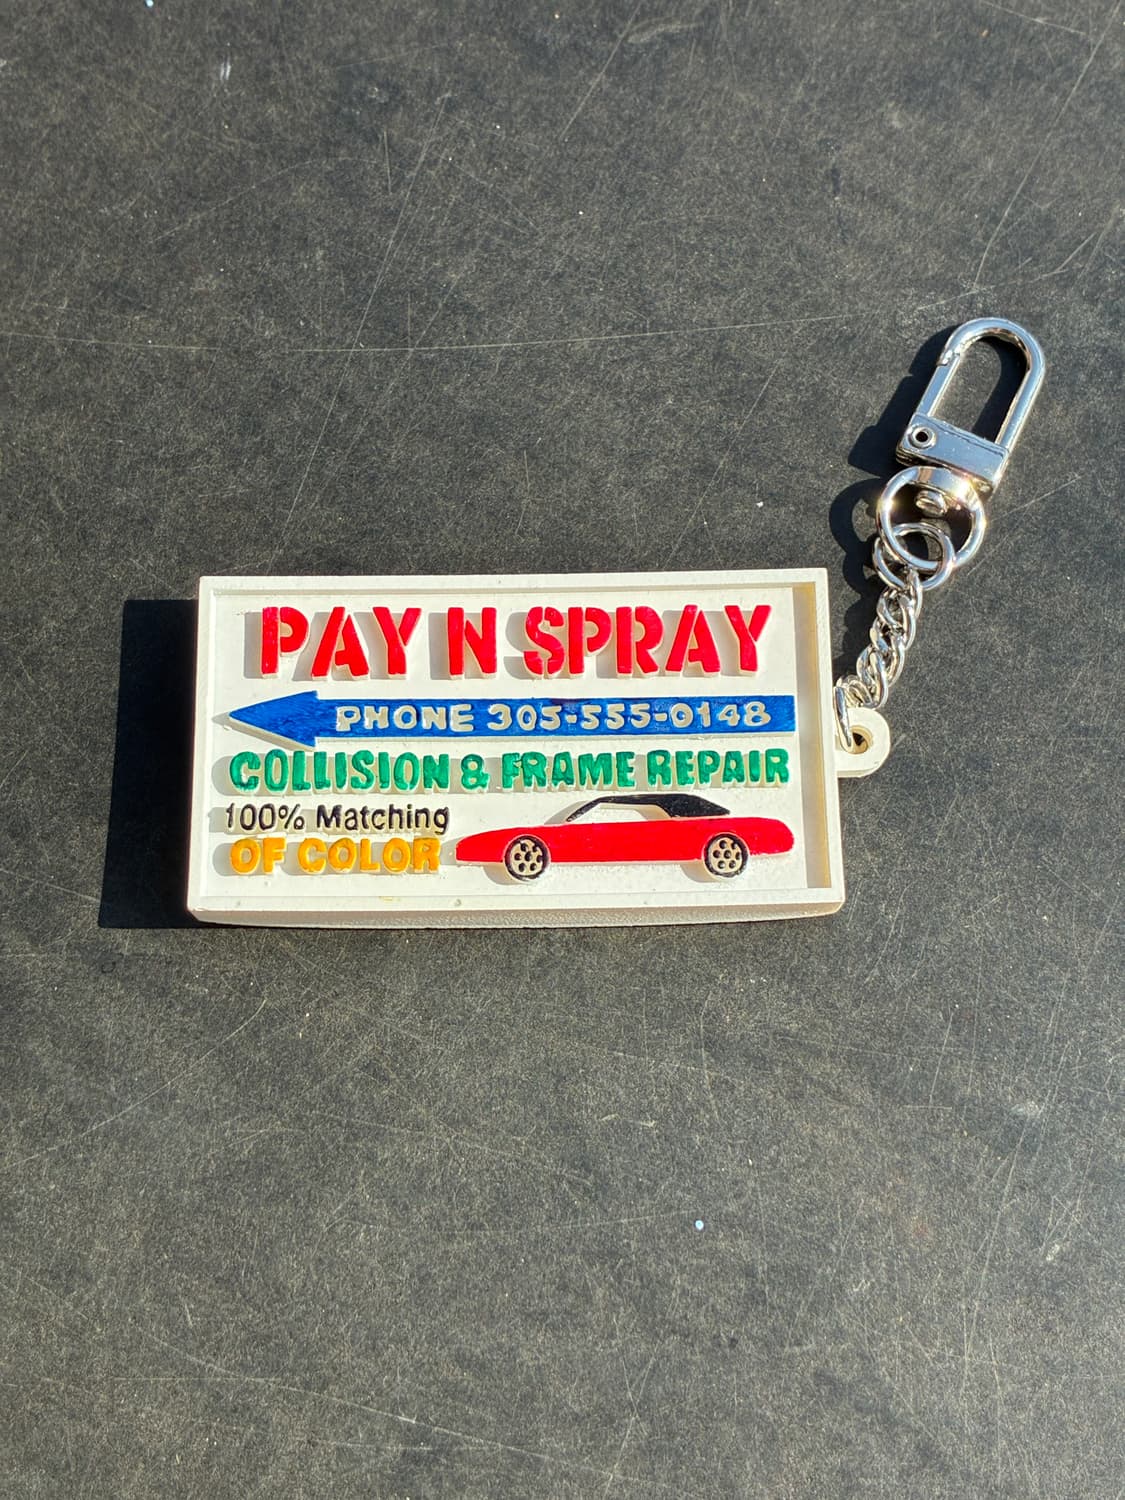 PAY N SPRAY
PHONE 305-555-0148
COLLISION & FRAME REPAIR
100% Matching
OF COLOR